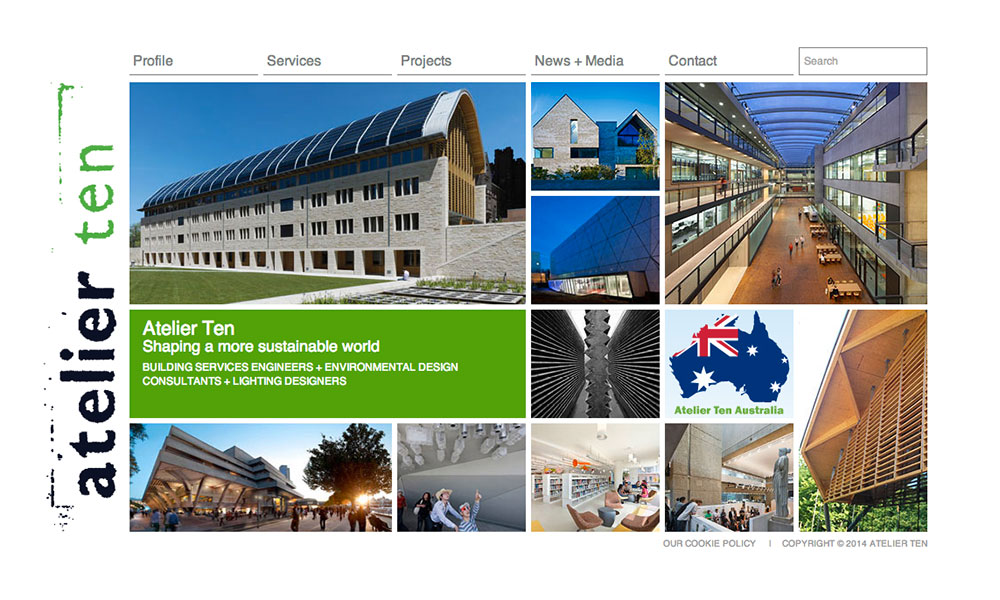 Profile
Services
Projects
News + Media
Contact
Search
atelier ten
Atelier Ten
Shaping a more sustainable world
BUILDING SERVICES ENGINEERS + ENVIRONMENTAL DESIGN
CONSULTANTS + LIGHTING DESIGNERS
Atelier Ten Australia
OUR COOKIE POLICY | COPYRIGHT © 2014 ATELIER TEN